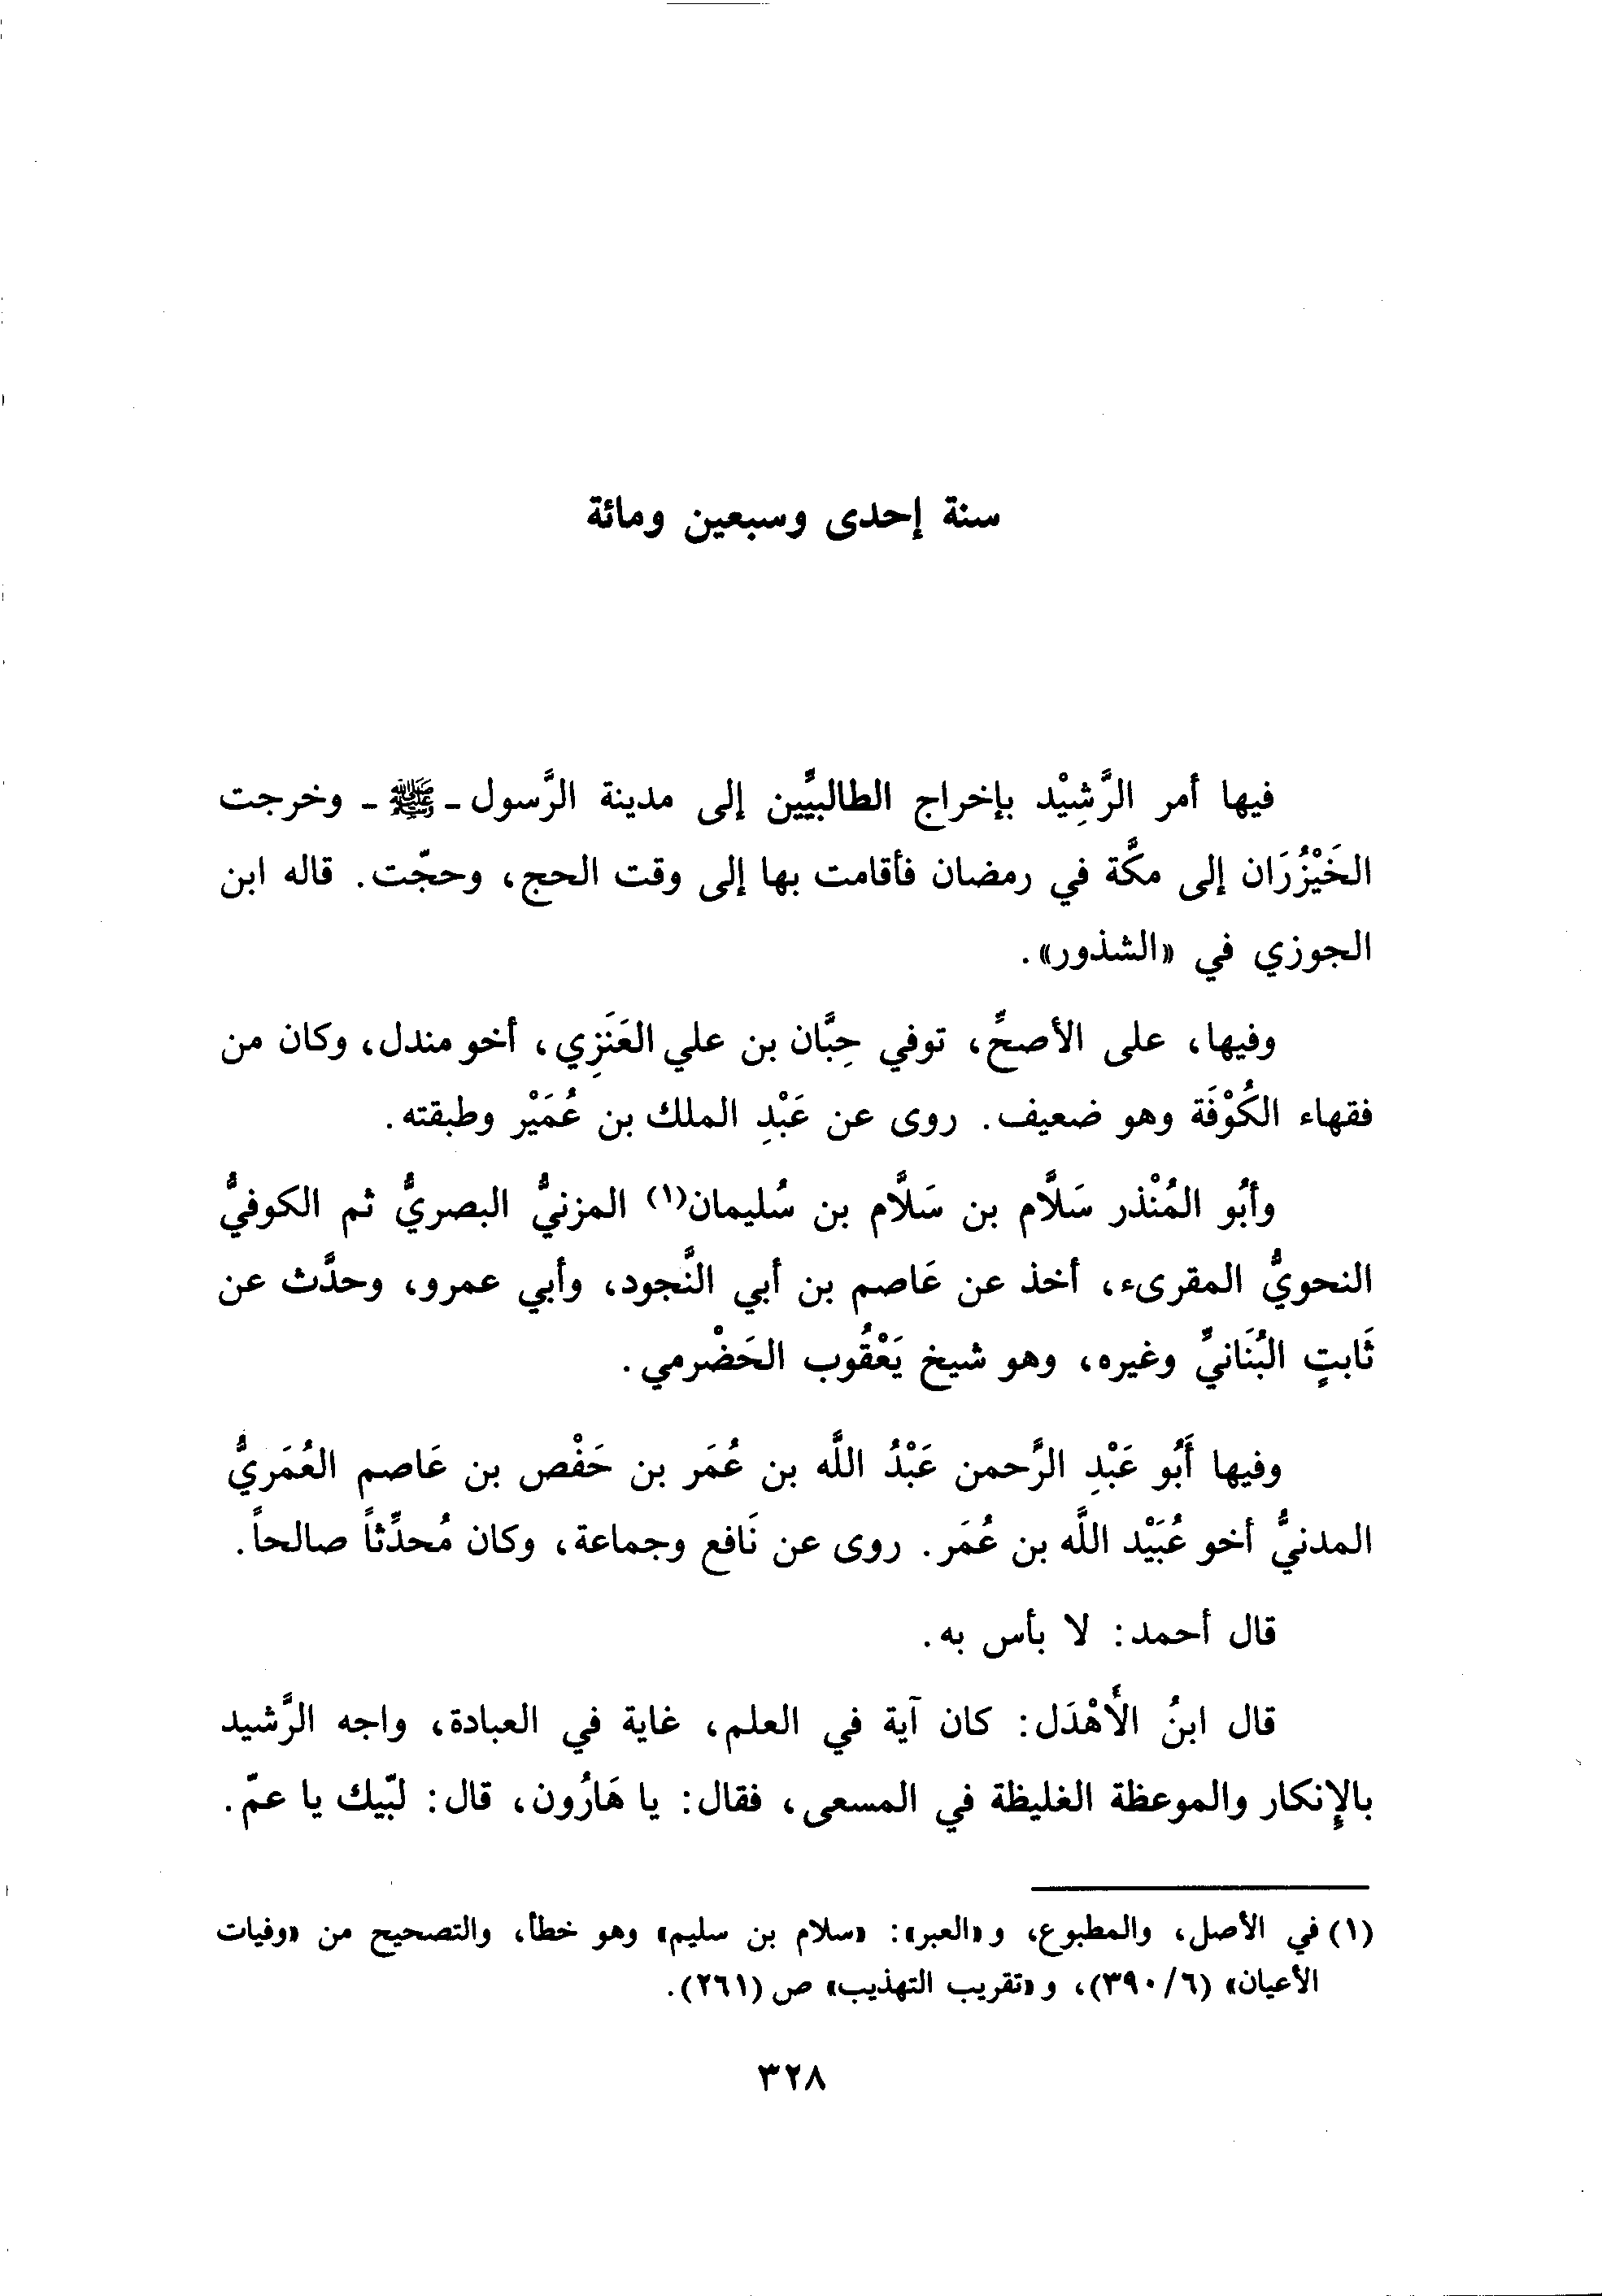 سنة إحدى وسبعين ومائة
فيها أمر الرَّشِيْد بإخراج الطالبيِّين إلى مدينة الرَّسول - ﷺ - وخرجت
الخَيْزُرَان إلى مكَّة في رمضان فأقامت بها إلى وقت الحج، وحجّت. قاله ابن
الجوزي في «الشذور».
وفيها، على الأصحِّ، توفي حِبَّان بن علي العَنَزِي، أخو مندل، وكان من
فقهاء الكُوْفَة وهو ضعيف. روى عن عَبْدِ الملك بن عُمَيْر وطبقته.
وأبُو المُنْذر سَلاَّم بن سَلاَّم بن سُليمان(١) المزنيُّ البصريُّ ثم الكوفيُّ
النحويُّ المقرىء، أخذ عن عَاصم بن أبي النَّجود، وأبي عمرو، وحدَّث عن
ثَابتٍ البُنَانيِّ وغيره، وهو شيخ يَعْقُوب الحَضْرمي.
وفيها أَبُو عَبْدِ الرَّحمن عَبْدُ اللَّه بن عُمَر بن حَفْص بن عَاصم العُمَريُّ
المدنيُّ أخو عُبَيْد اللَّه بن عُمَر. روى عن نَافع وجماعة، وكان مُحدِّثاً صالحاً.
قال أحمد: لا بأس به.
قال ابنُ الأَهْدَل: كان آية في العلم، غاية في العبادة، واجه الرَّشيد
بالإِنكار والموعظة الغليظة في المسعى، فقال: يا هَارُون، قال: لبّيك يا عمّ.
(١) في الأصل، والمطبوع، و«العبر»: «سلام بن سليم» وهو خطأ، والتصحيح من «وفيات
الأعيان» (٣٩٠/٦)، و«تقريب التهذيب» ص (٢٦١).
٣٢٨